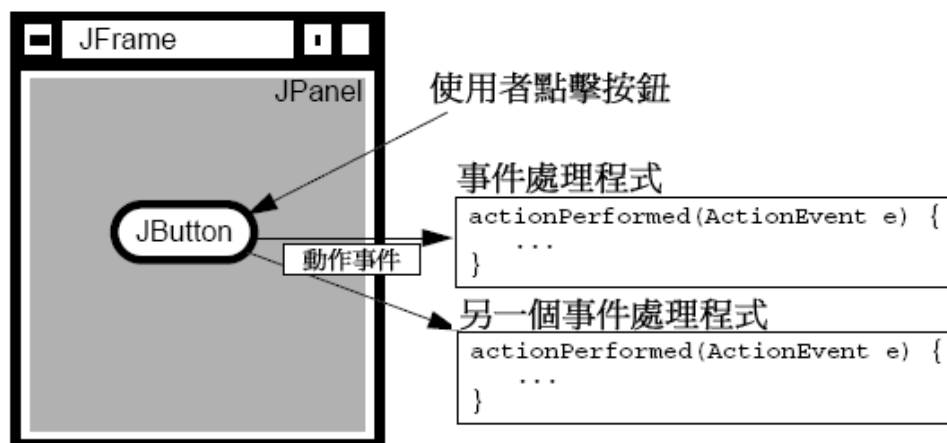 JFrame
JPanel
使用者點擊按鈕
事件處理程式
actionPerformed(ActionEvent e) {
...
}
JButton
動作事件
另一個事件處理程式
actionPerformed(ActionEvent e) {
...
}